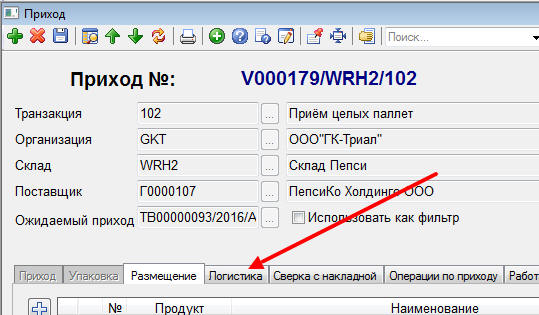 Приход
Поиск...
Приход №: V000179/WRH2/102
Транзакция 102 ... Приём целых паллет
Организация GKT ... ООО"ГК-Триал"
Склад WRH2 ... Склад Пепси
Поставщик Г0000107 ... ПепсиКо Холдингс ООО
Ожидаемый приход ТВ00000093/2016/А ... Использовать как фильтр
Приход Упаковка Размещение Логистика Сверка с накладной Операции по приходу Работ
№ Продукт Наименование